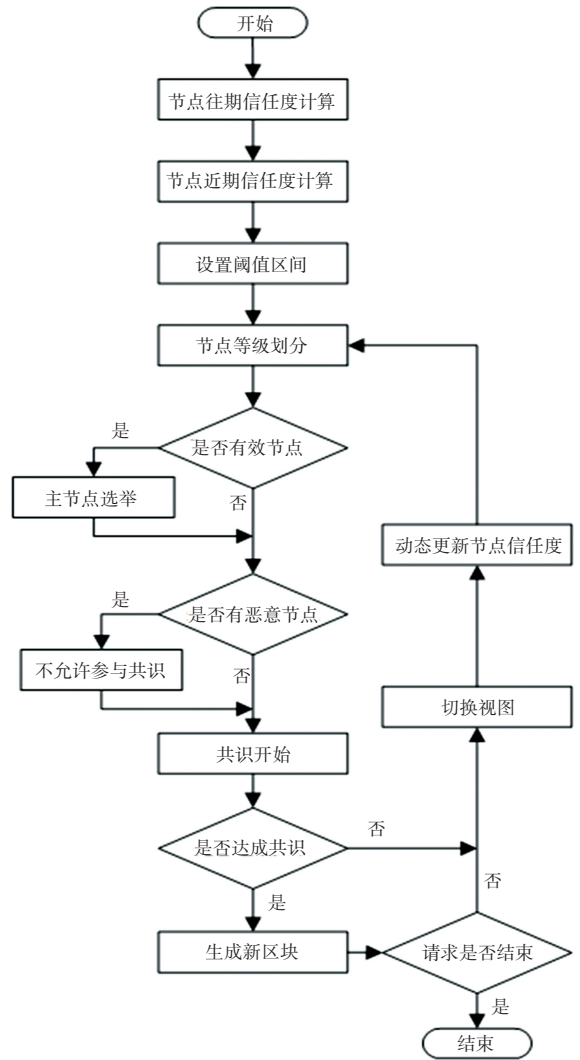 开始
节点往期信任度计算
节点近期信任度计算
设置阈值区间
节点等级划分
是
是否有效节点
主节点选举
否
动态更新节点信任度
是
是否有恶意节点
不允许参与共识
否
切换视图
共识开始
否
是否达成共识
否
是
生成新区块
请求是否结束
是
结束